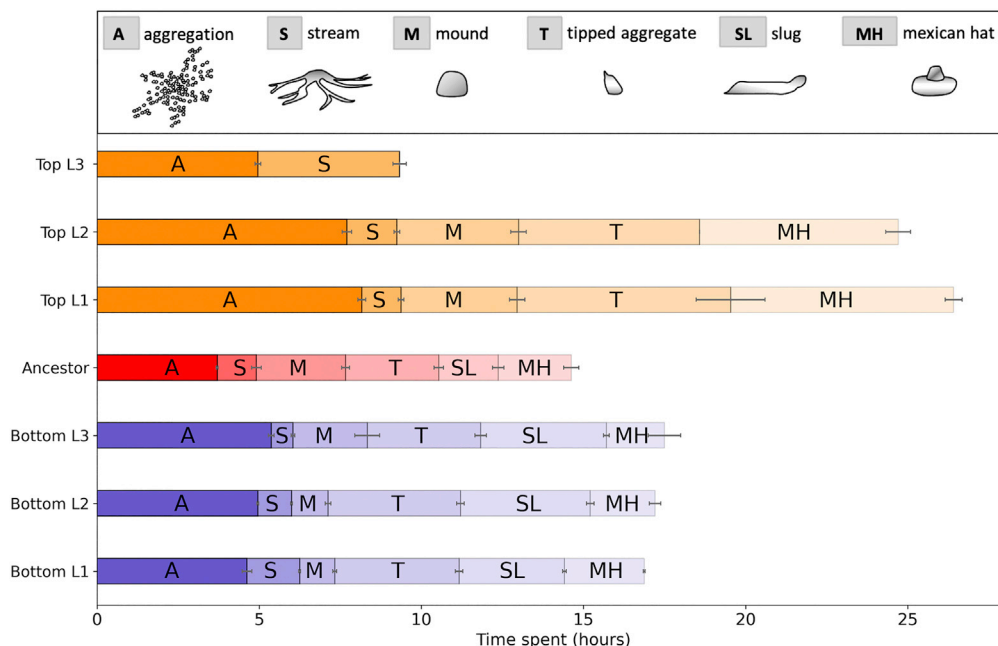 A aggregation S stream M mound T tipped aggregate SL slug MH mexican hat
Top L3 A S
Top L2 A S M T MH
Top L1 A S M T MH
Ancestor A S M T SL MH
Bottom L3 A S M T SL MH
Bottom L2 A S M T SL MH
Bottom L1 A S M T SL MH
0 5 10 15 20 25
Time spent (hours)